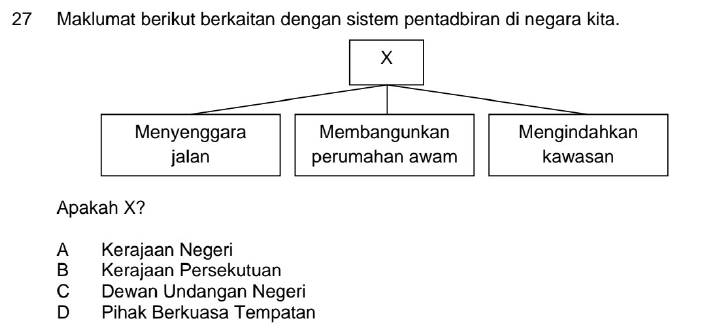 27 Maklumat berikut berkaitan dengan sistem pentadbiran di negara kita.
X
Menyenggara
jalan
Membangunkan
perumahan awam
Mengindahkan
kawasan
Apakah X?
A Kerajaan Negeri
B Kerajaan Persekutuan
C Dewan Undangan Negeri
D Pihak Berkuasa Tempatan